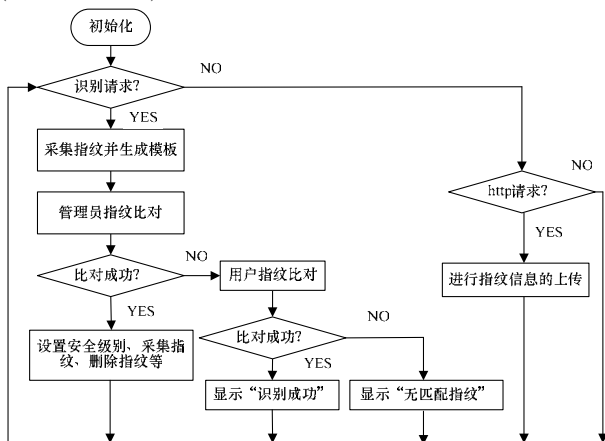 初始化
NO
识别请求?
YES
采集指纹并生成模板
NO
http请求?
管理员指纹比对
YES
NO
比对成功?
用户指纹比对
进行指纹信息的上传
YES
NO
设置安全级别、采集指
纹、删除指纹等
比对成功?
YES
显示“识别成功”
显示“无匹配指纹”